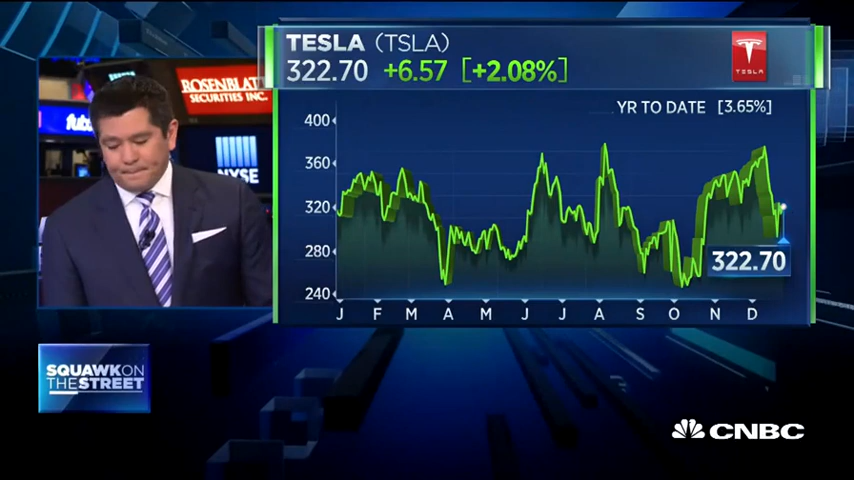 TESLA (TSLA)
322.70 +6.57 [+2.08%]
TESLA
YR TO DATE [3.65%]
400
360
320
280
240
322.70
J F M A M J J A S O N D
ROSENBLATT
SECURITIES INC.
NYSE
SQUAWK ON
THE STREET
CNBC